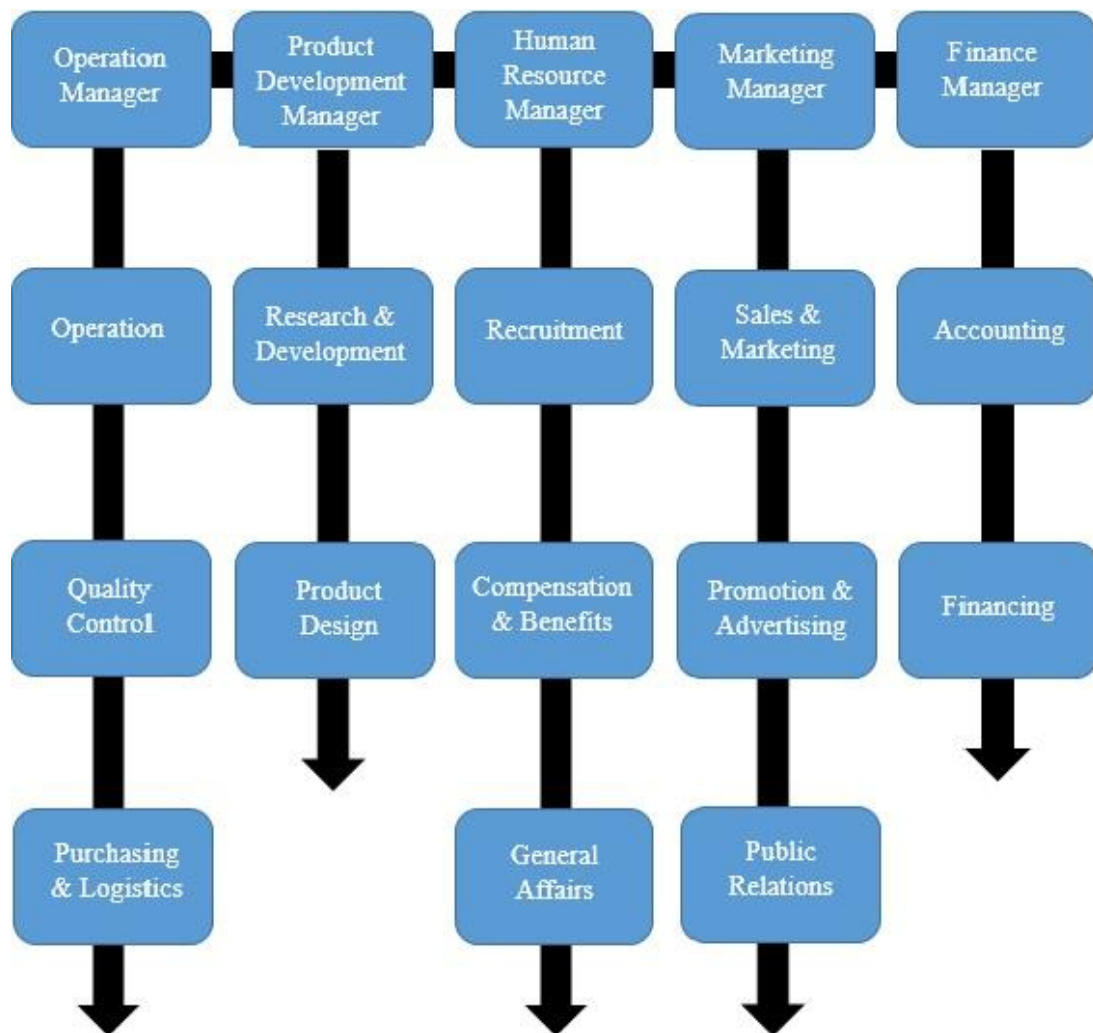 Operation
Manager
Product
Development
Manager
Human
Resource
Manager
Marketing
Manager
Finance
Manager
Operation
Research &
Development
Recruitment
Sales &
Marketing
Accounting
Quality
Control
Product
Design
Compensation
& Benefits
Promotion &
Advertising
Financing
Purchasing
& Logistics
General
Affairs
Public
Relations